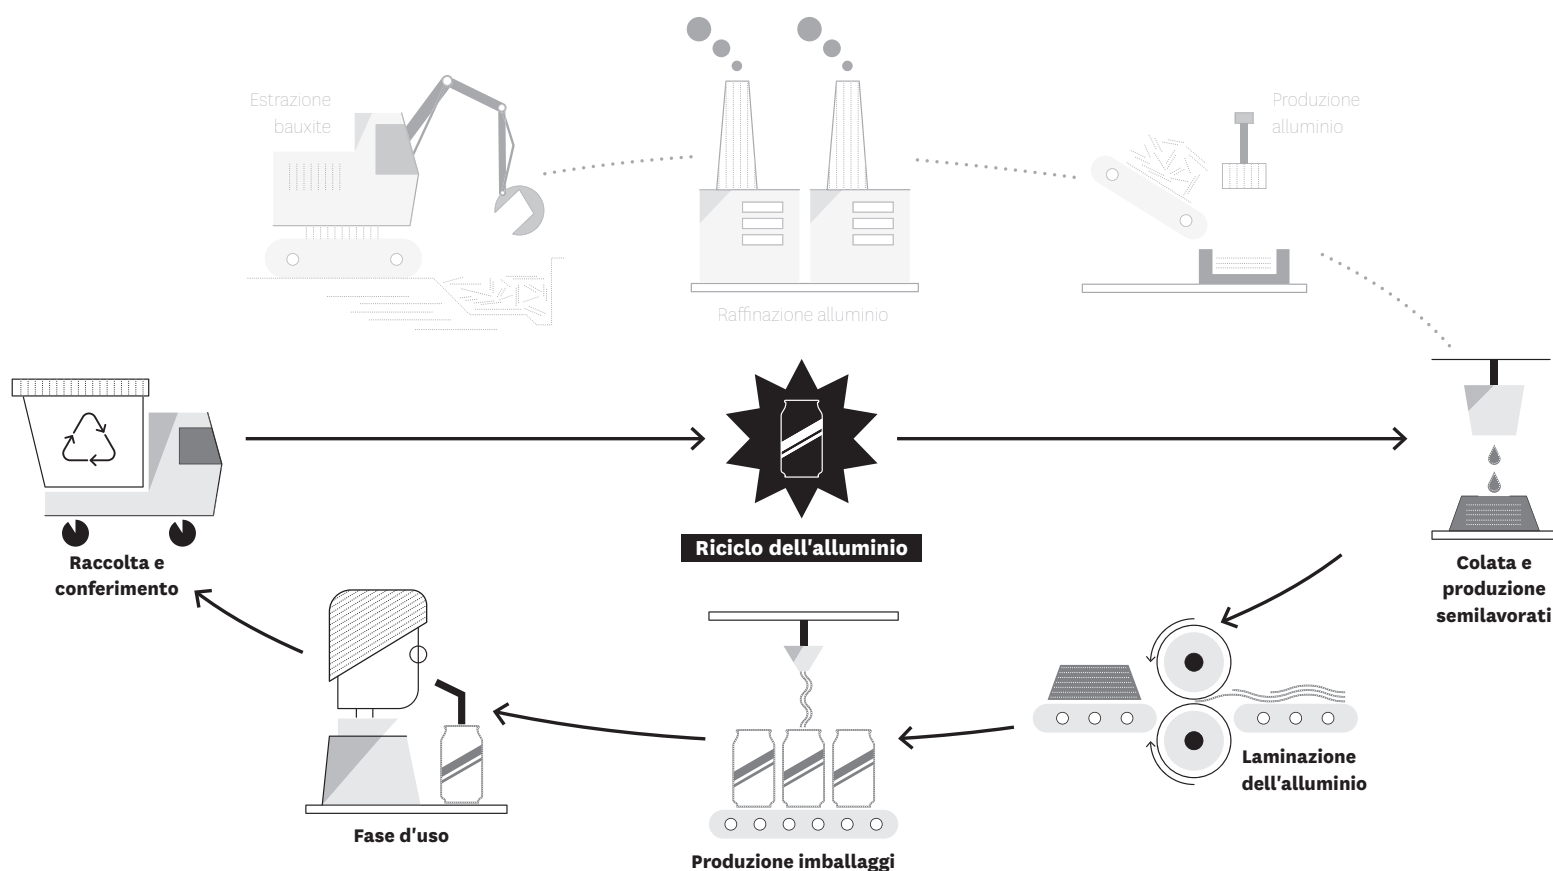 Estrazione
bauxite
Produzione
alluminio
Raffinazione alluminio
Riciclo dell'alluminio
Raccolta e
conferimento
Colata e
produzione
semilavorati
Laminazione
dell'alluminio
Fase d'uso
Produzione imballaggi